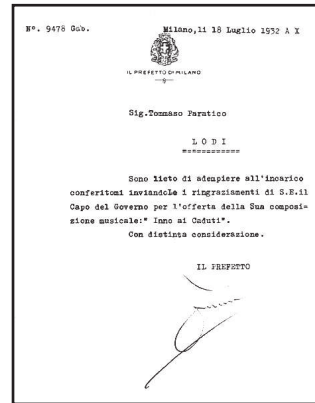 Nº. 9478 Gab.
Milano, li 18 Luglio 1932 A X
IL PREFETTO DI MILANO
Sig.Tommaso Paratico
L O D I
============
Sono lieto di adempiere all'incarico
conferitomi inviandoLe i ringraziamenti di S.E.il
Capo del Governo per l'offerta della Sua composi=
zione musicale:" Inno ai Caduti".
Con distinta considerazione.
IL PREFETTO